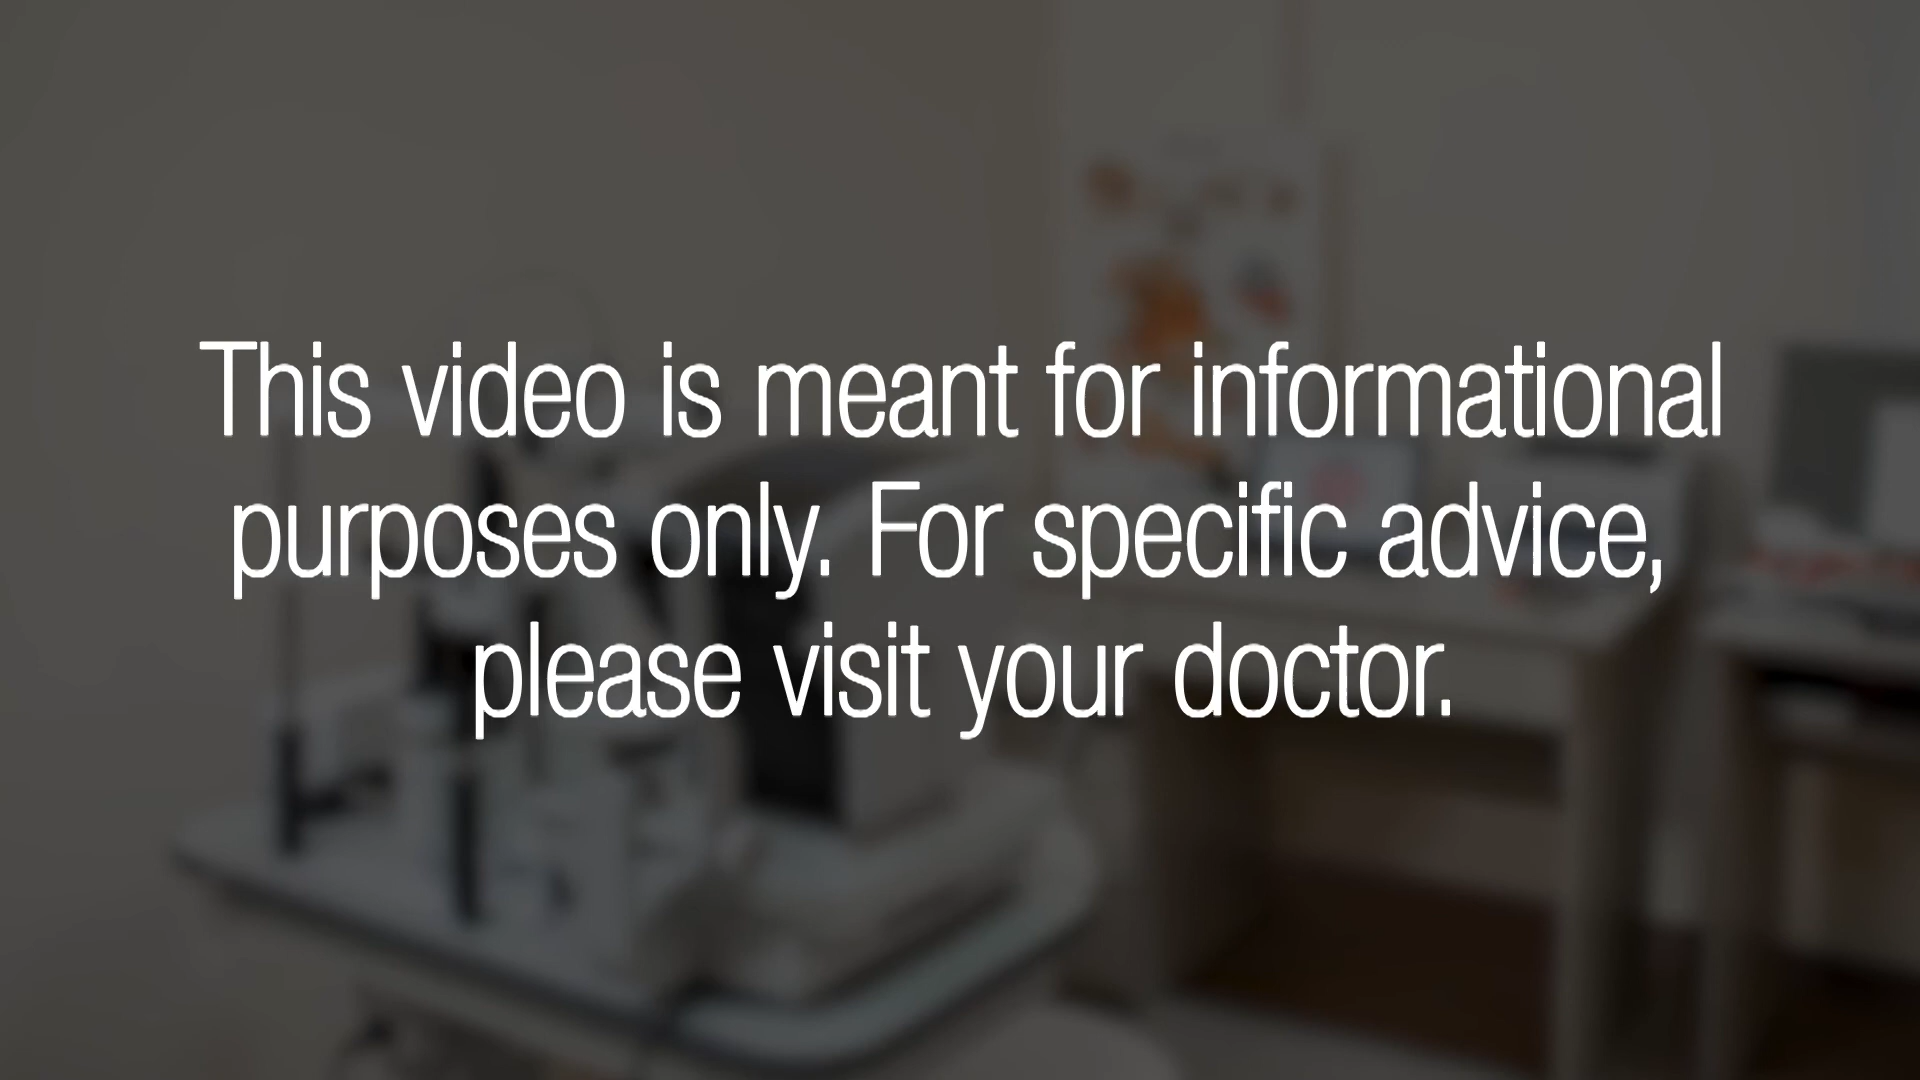 This video is meant for informational
purposes only. For specific advice,
please visit your doctor.